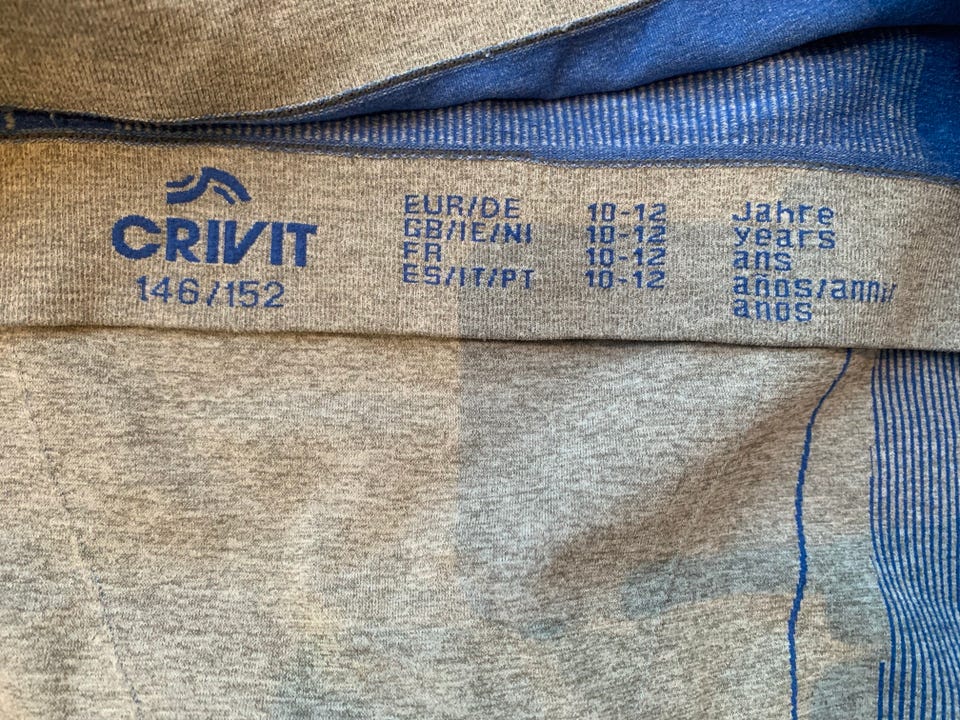 CRIVIT
146/152
EUR/DE 10-12 Jahre
GB/IE/NI 10-12 years
FR 10-12 ans
ES/IT/PT 10-12 años/anni/
anos